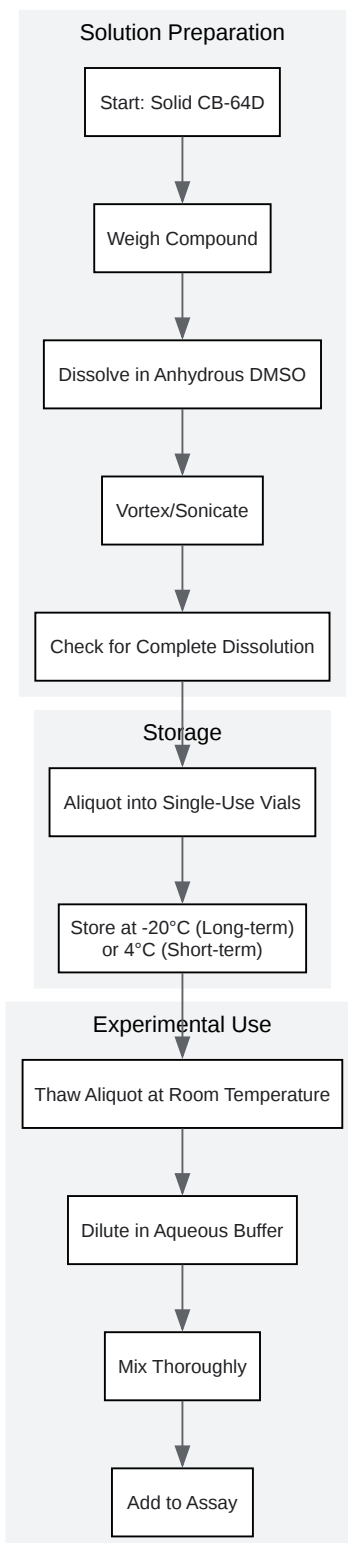 Solution Preparation
Start: Solid CB-64D
Weigh Compound
Dissolve in Anhydrous DMSO
Vortex/Sonicate
Check for Complete Dissolution
Storage
Aliquot into Single-Use Vials
Store at -20°C (Long-term)
or 4°C (Short-term)
Experimental Use
Thaw Aliquot at Room Temperature
Dilute in Aqueous Buffer
Mix Thoroughly
Add to Assay